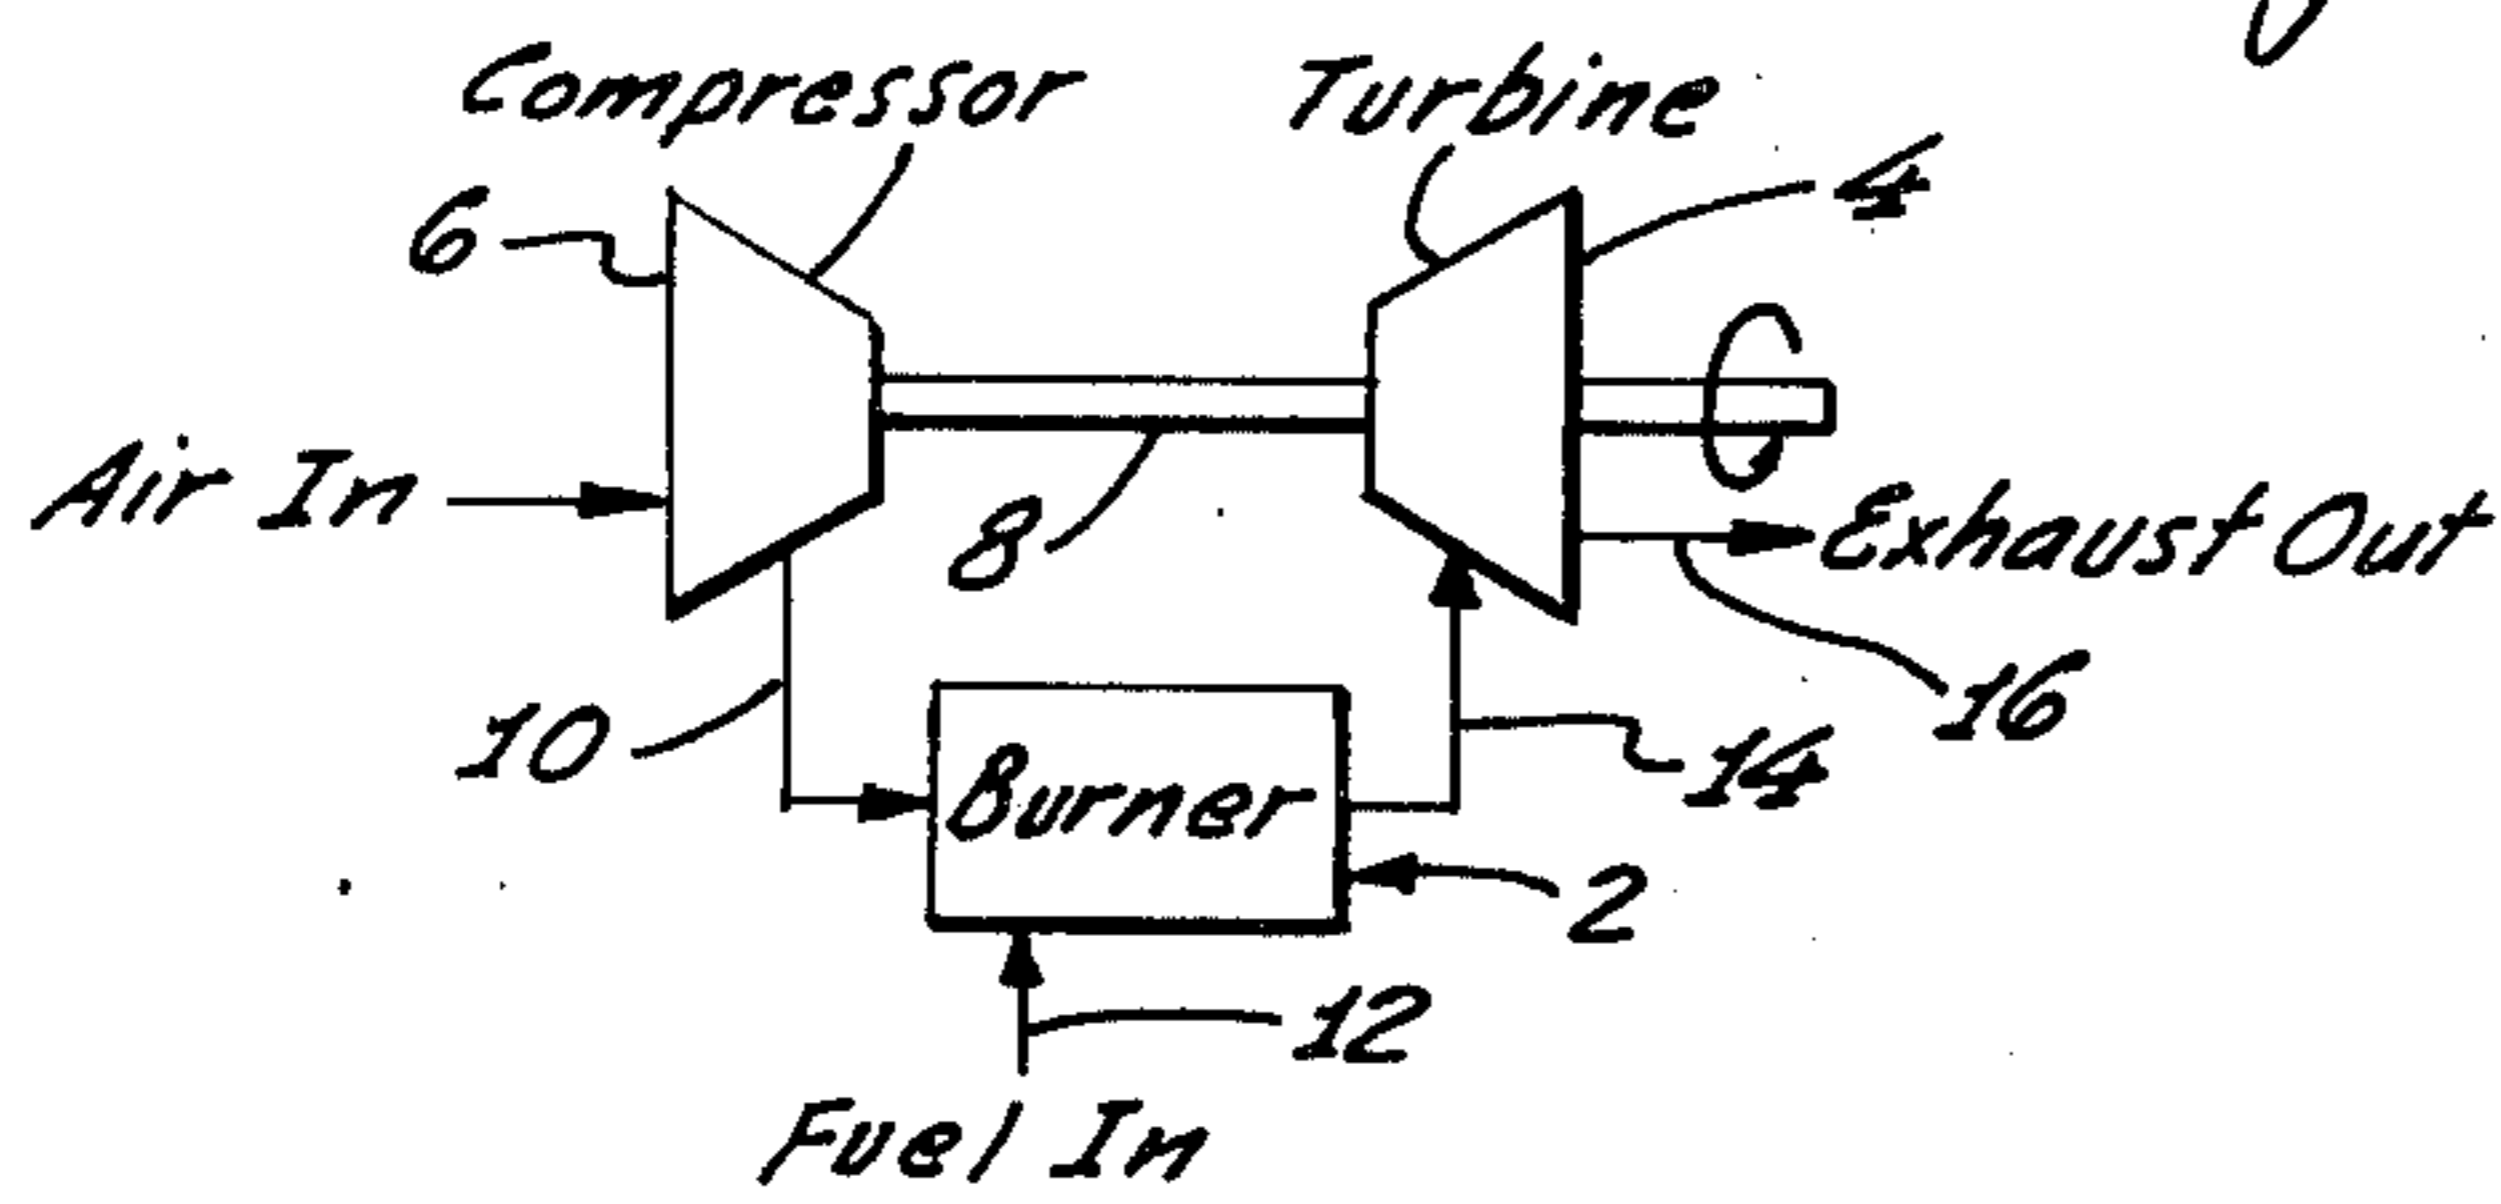 Compressor
Turbine
4
6
Air In
8
Exhaust Out
16
10
14
Burner
2
12
Fuel In